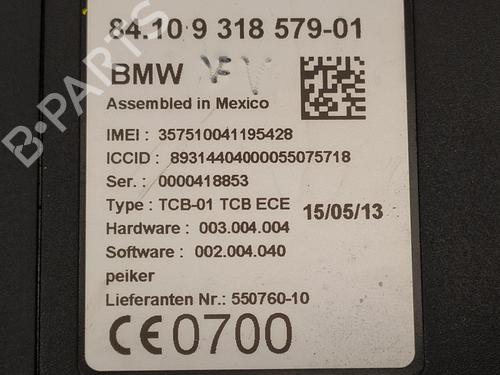 84.10 9 318 579-01
BMW
Assembled in Mexico
IMEI : 357510041195428
ICCID : 89314404000055075718
Ser. : 0000418853
Type : TCB-01 TCB ECE
15/05/13
Hardware : 003.004.004
Software : 002.004.040
peiker
Lieferanten Nr.: 550760-10
CE0700
B-PARTS